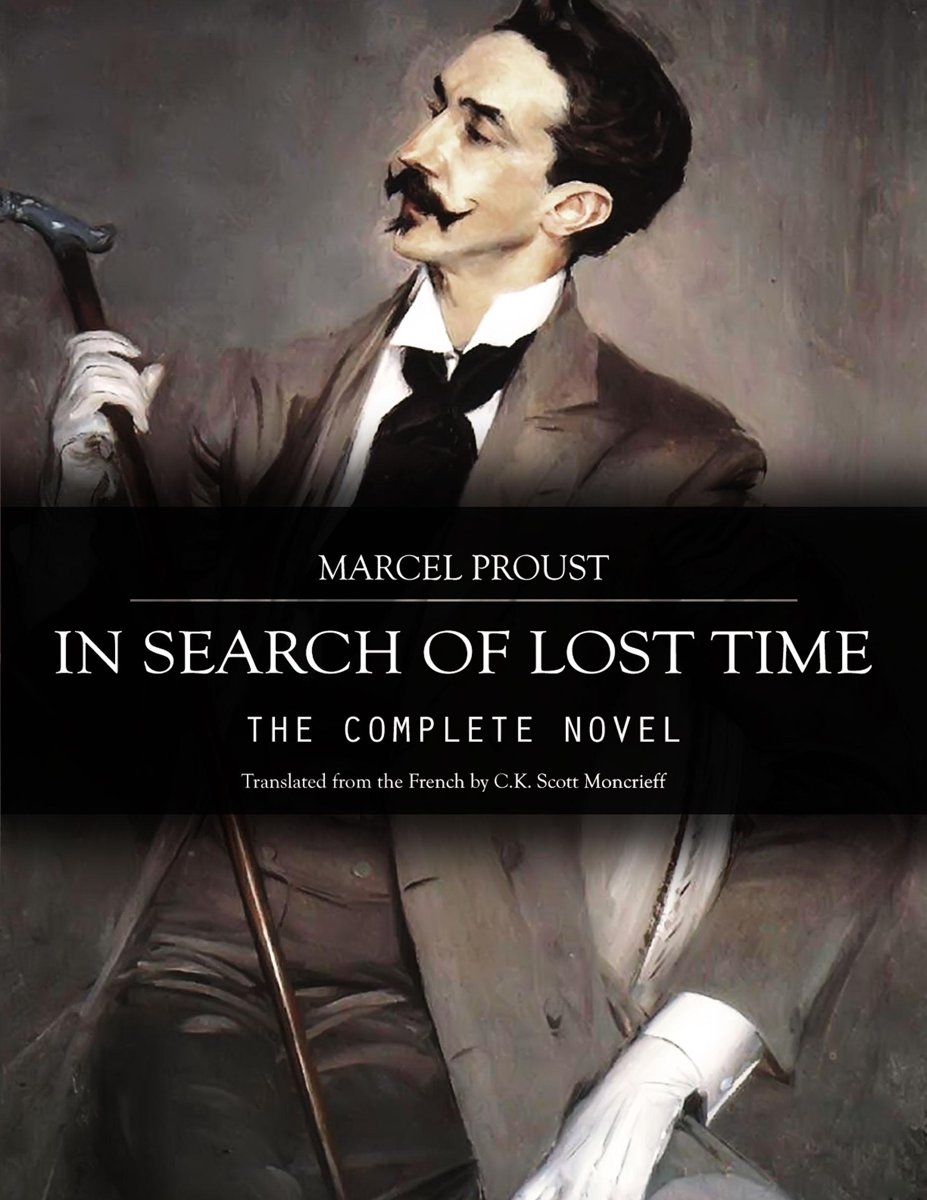 MARCEL PROUST
IN SEARCH OF LOST TIME
THE COMPLETE NOVEL
Translated from the French by C.K. Scott Moncrieff